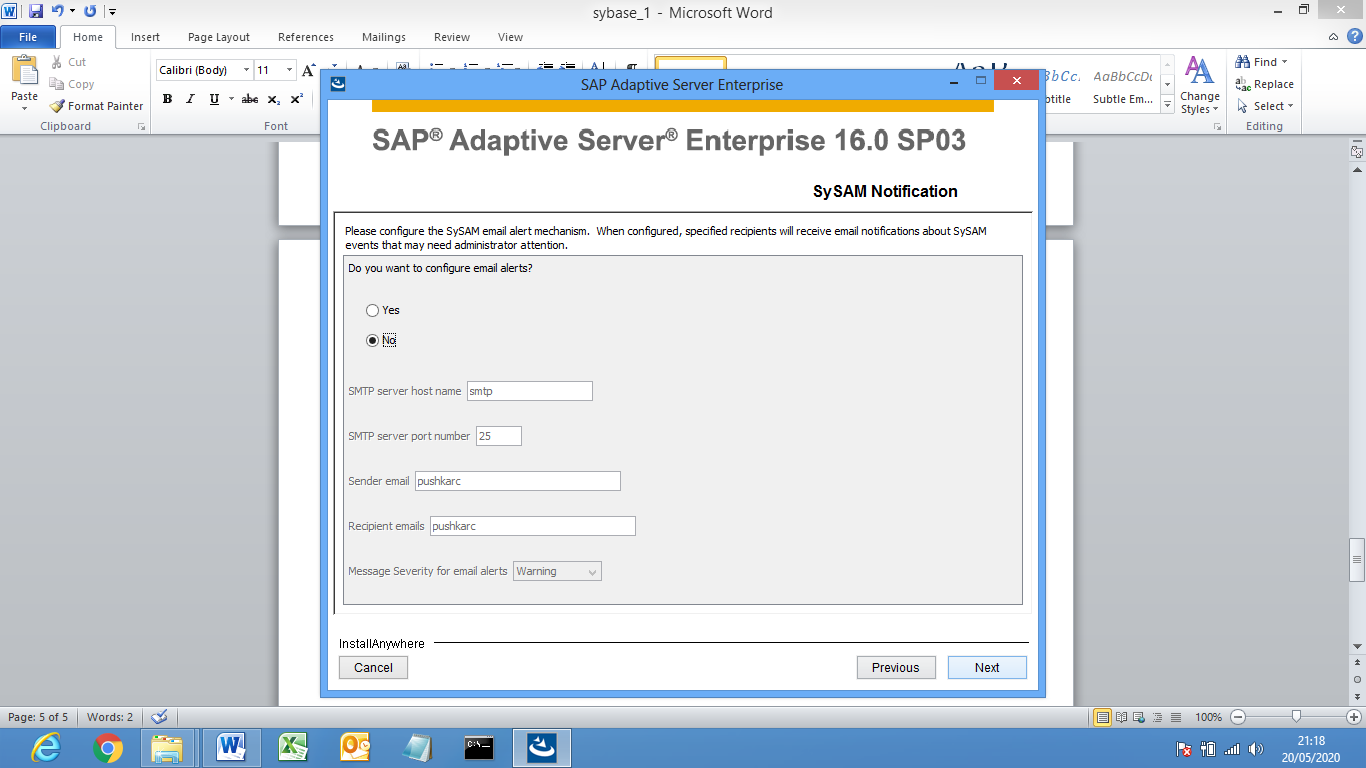 sybase_1 - Microsoft Word
File Home Insert Page Layout References Mailings Review View
Cut
Copy
Format Painter
Paste
Clipboard
Calibri (Body) 11
B I U abc x₂ x²
Font
AaBbCcDc
Subtle Em...
Change
Styles
Find
Replace
Select
Editing
SAP Adaptive Server Enterprise
SAP® Adaptive Server® Enterprise 16.0 SP03
SySAM Notification
Please configure the SySAM email alert mechanism. When configured, specified recipients will receive email notifications about SySAM
events that may need administrator attention.
Do you want to configure email alerts?
Yes
No
SMTP server host name smtp
SMTP server port number 25
Sender email pushkarc
Recipient emails pushkarc
Message Severity for email alerts Warning
InstallAnywhere
Cancel Previous Next
Page: 5 of 5 Words: 2 100%
C:\_
21:18
20/05/2020